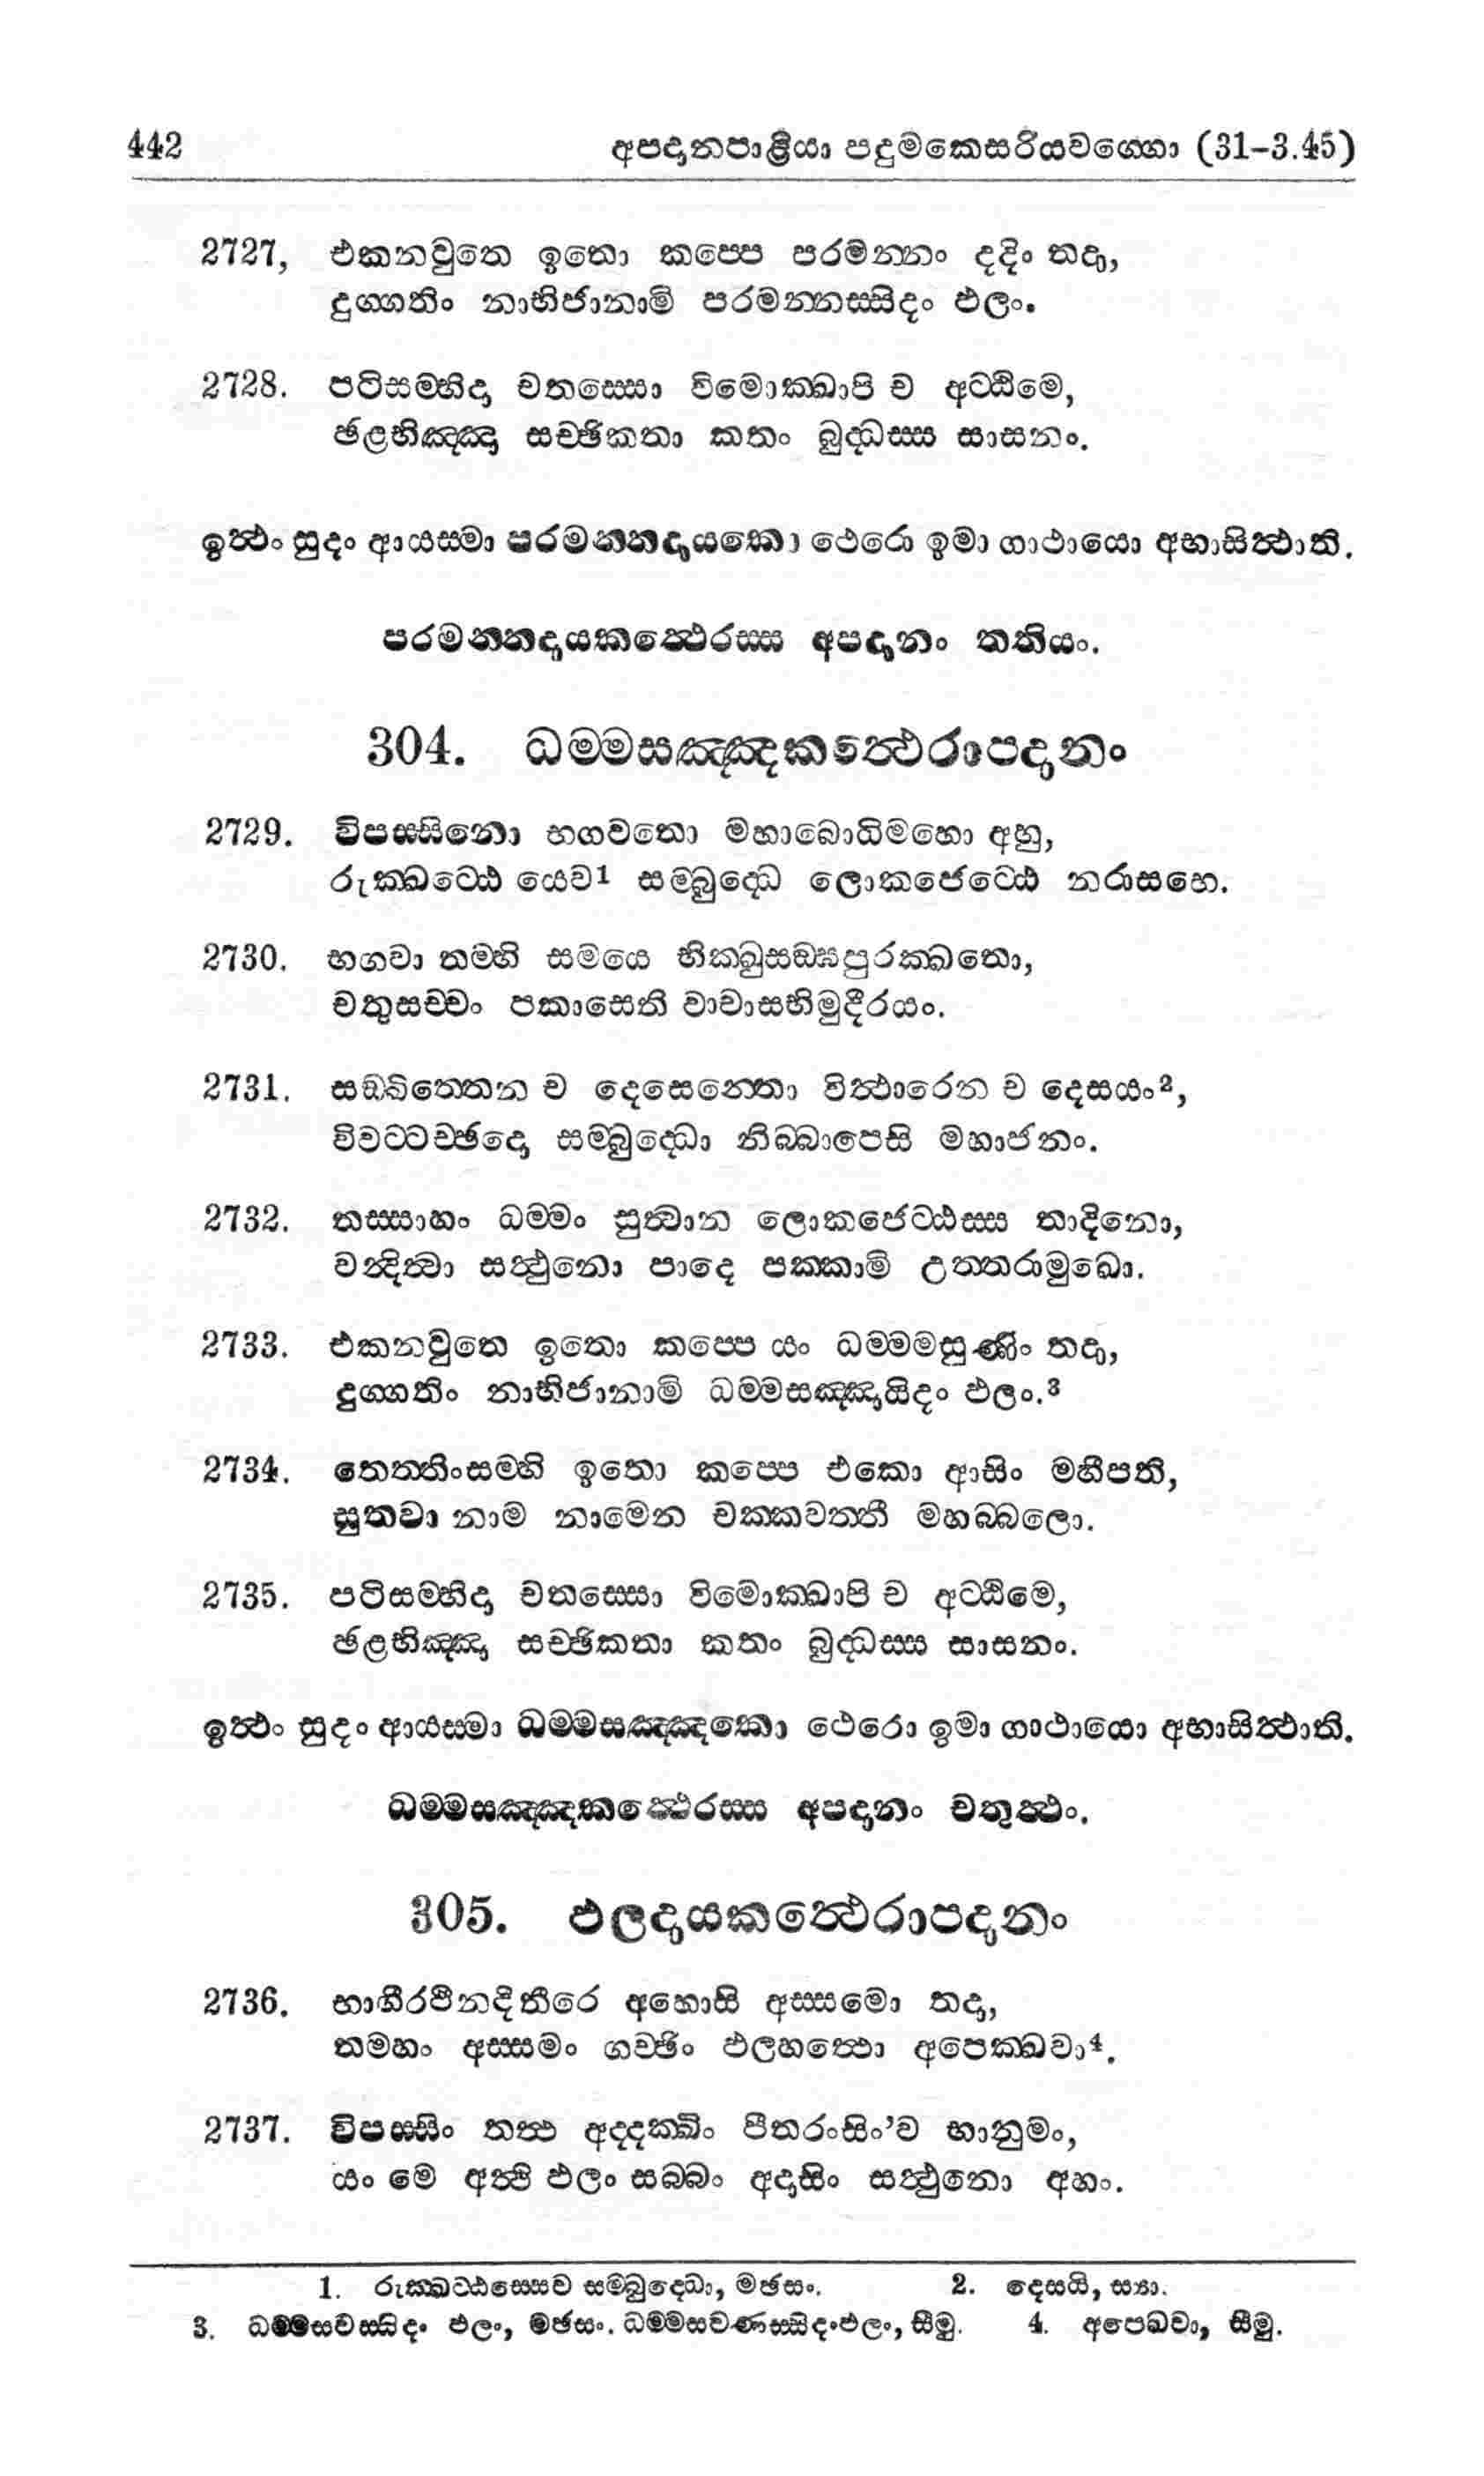 442 අපදානපාළියා පදුමකෙසරියවග්ගො (31-3.45)
2727, එකනවුතෙ ඉතො කප්පෙ පරමන්නං දදිං තදා,
දුග්ගතිං නාභිජානාමි පරමන්නස්සිදං ඵලං.
2728. පටිසම්භිදා චතස්සො විමොක්ඛාපි ච අට්ඨිමෙ,
ඡළභිඤ්ඤා සච්ඡිකතා කතං බුද්ධස්ස සාසනං.
ඉත්ථං සුදං ආයස්මා පරමන්නදායකො ථෙරො ඉමා ගාථායො අභාසිත්ථාති.
පරමන්නදායකත්ථෙරස්ස අපදානං තතියං.
304. ධම්මසඤ්ඤකත්ථෙරාපදානං
2729. විපස්සිනො භගවතො මහාබොධිමහො අහු,
රුක්ඛට්ඨෙ යෙව1 සම්බුද්ධෙ ලොකජෙට්ඨෙ නරාසභෙ.
2730. භගවා තම්හි සමයෙ භික්ඛුසඞ්ඝපුරක්ඛතො,
චතුසච්චං පකාසෙති වාචාසභිමුදීරයං.
2731. සඞ්ඛිත්තෙන ච දෙසෙන්තො විත්ථාරෙන ච දෙසයං2,
විවට්ටච්ඡදො සම්බුද්ධො නිබ්බාපෙසි මහාජනං.
2732. තස්සාහං ධම්මං සුත්වාන ලොකජෙට්ඨස්ස තාදිනො,
වන්දිත්වා සත්ථුනො පාදෙ පක්කාමි උත්තරාමුඛො.
2733. එකනවුතෙ ඉතො කප්පෙ යං ධම්මමසුණිං තදා,
දුග්ගතිං නාභිජානාමි ධම්මසඤ්ඤායිදං ඵලං.3
2734. තෙත්තිංසම්හි ඉතො කප්පෙ එකො ආසිං මහීපති,
සුතවා නාම නාමෙන චක්කවත්තී මහබ්බලො.
2735. පටිසම්භිදා චතස්සො විමොක්ඛාපි ච අට්ඨිමෙ,
ඡළභිඤ්ඤා සච්ඡිකතා කතං බුද්ධස්ස සාසනං.
ඉත්ථං සුදං ආයස්මා ධම්මසඤ්ඤකො ථෙරො ඉමා ගාථායො අභාසිත්ථාති.
ධම්මසඤ්ඤකත්ථෙරස්ස අපදානං චතුත්ථං.
305. ඵලදායකත්ථෙරාපදානං
2736. භාගීරථීනදිතීරෙ අහොසි අස්සමො තදා,
තමහං අස්සමං ගච්ඡිං ඵලහත්ථො අපෙක්ඛවා4.
2737. විපස්සිං තත්ථ අද්දක්ඛිං පීතරංසිං'ව භානුමං,
යං මෙ අත්ථි ඵලං සබ්බං අදාසිං සත්ථුනො අහං.
1. රුක්ඛට්ඨස්සෙව සම්බුද්ධො, මඡසං. 2. දෙසයි, ස්‍යා.
3. ධම්මසවස්සිදං ඵලං, මඡසං. ධම්මසවණස්සිදංඵලං, සීමු. 4. අපෙඛවා, සීමු.